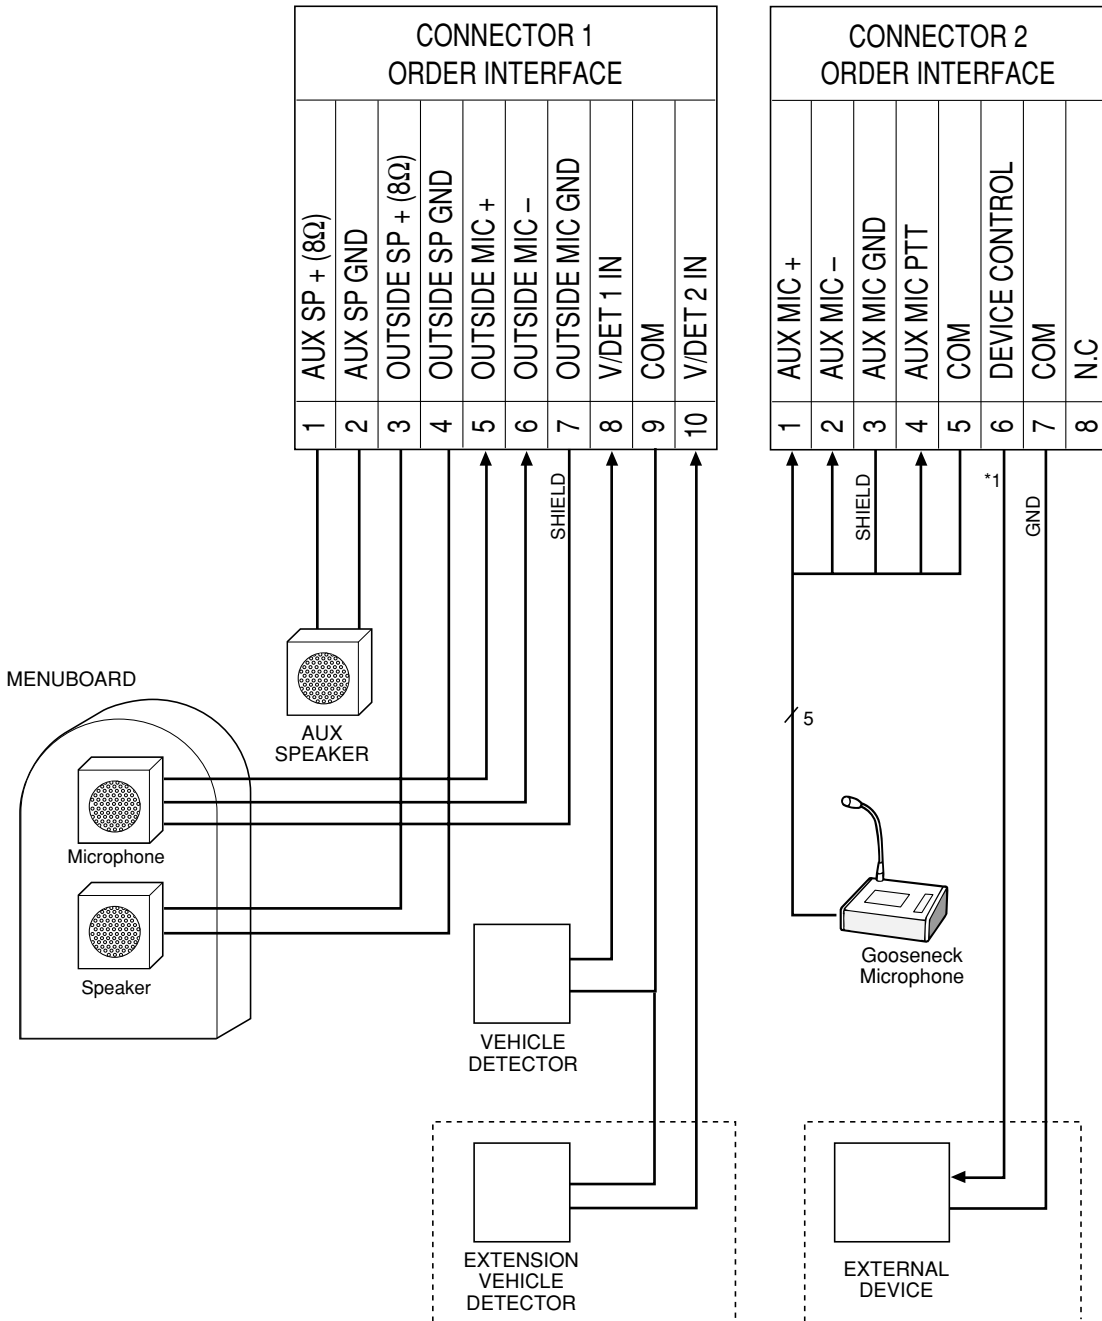 CONNECTOR 1
ORDER INTERFACE
AUX SP + (8Ω)
AUX SP GND
OUTSIDE SP + (8Ω)
OUTSIDE SP GND
OUTSIDE MIC +
OUTSIDE MIC –
OUTSIDE MIC GND
V/DET 1 IN
COM
V/DET 2 IN
1
2
3
4
5
6
7
8
9
10
SHIELD
CONNECTOR 2
ORDER INTERFACE
AUX MIC +
AUX MIC –
AUX MIC GND
AUX MIC PTT
COM
DEVICE CONTROL
COM
N.C
1
2
3
4
5
6
7
8
SHIELD
*1
GND
MENUBOARD
AUX
SPEAKER
5
Microphone
Speaker
Gooseneck
Microphone
VEHICLE
DETECTOR
EXTENSION
VEHICLE
DETECTOR
EXTERNAL
DEVICE